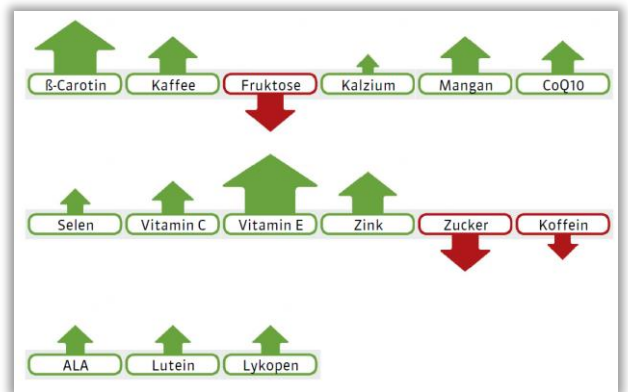 ß-Carotin Kaffee Fruktose Kalzium Mangan CoQ10
Selen Vitamin C Vitamin E Zink Zucker Koffein
ALA Lutein Lykopen